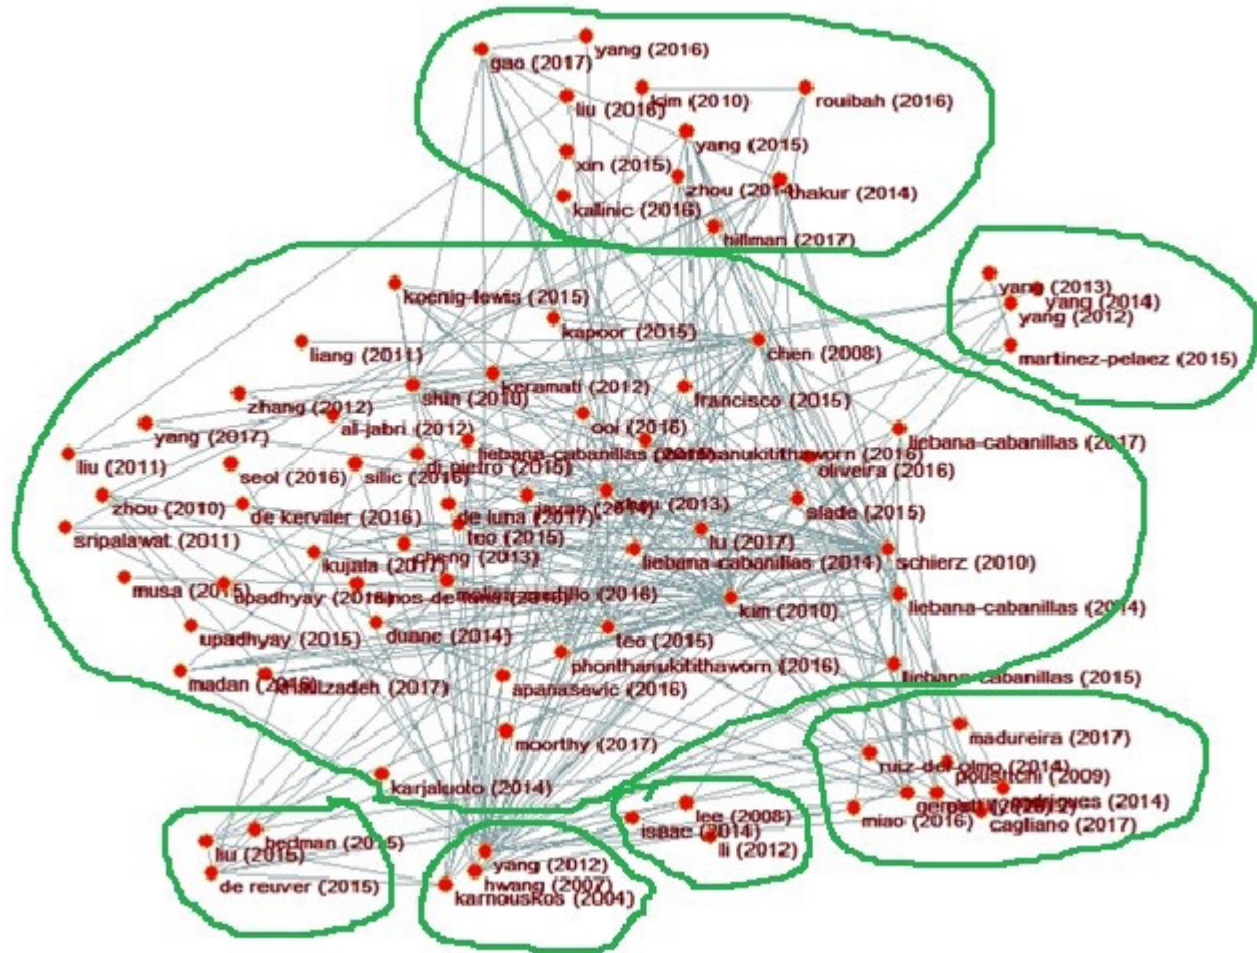 yang (2016)
gao (2017)
kim (2010)
rouibah (2016)
liu (2016)
yang (2015)
xin (2015)
zhou (2014)
thakur (2014)
kalinic (2016)
hillman (2017)
yang (2013)
yang (2014)
yang (2012)
koenig-lewis (2015)
kapoor (2015)
chen (2008)
martinez-pelaez (2015)
liang (2011)
keramati (2012)
shin (2010)
francisco (2015)
zhang (2012)
al-jabri (2012)
ooi (2016)
yang (2017)
liebana-cabanillas (2017)
liu (2011)
di pietro (2015)
liebana-cabanillas
phonthanukitithaworn (2016)
oliveira (2016)
seol (2016)
silic (2016)
zhou (2010)
de kerviler (2016)
de luna (2017)
zhou (2013)
slade (2015)
sripalawat (2011)
teo (2015)
lu (2017)
cheng (2013)
kujala (2017)
liebana-cabanillas (2014)
schierz (2010)
musa (2015)
upadhyay
kim (2010)
liebana-cabanillas (2014)
upadhyay (2015)
duane (2014)
teo (2015)
phonthanukitithaworn (2016)
madan (2016)
(2017)
apanasevic (2016)
liebana-cabanillas (2015)
moorthy (2017)
madureira (2017)
karjaluoto (2014)
ruiz-del-olmo (2014)
pousttchi (2009)
lee (2008)
isaac (2014)
miao (2016)
rodrigues (2014)
cagliano (2017)
hedman (2015)
liu (2015)
li (2012)
de reuver (2015)
yang (2012)
hwang (2007)
karnouskos (2004)